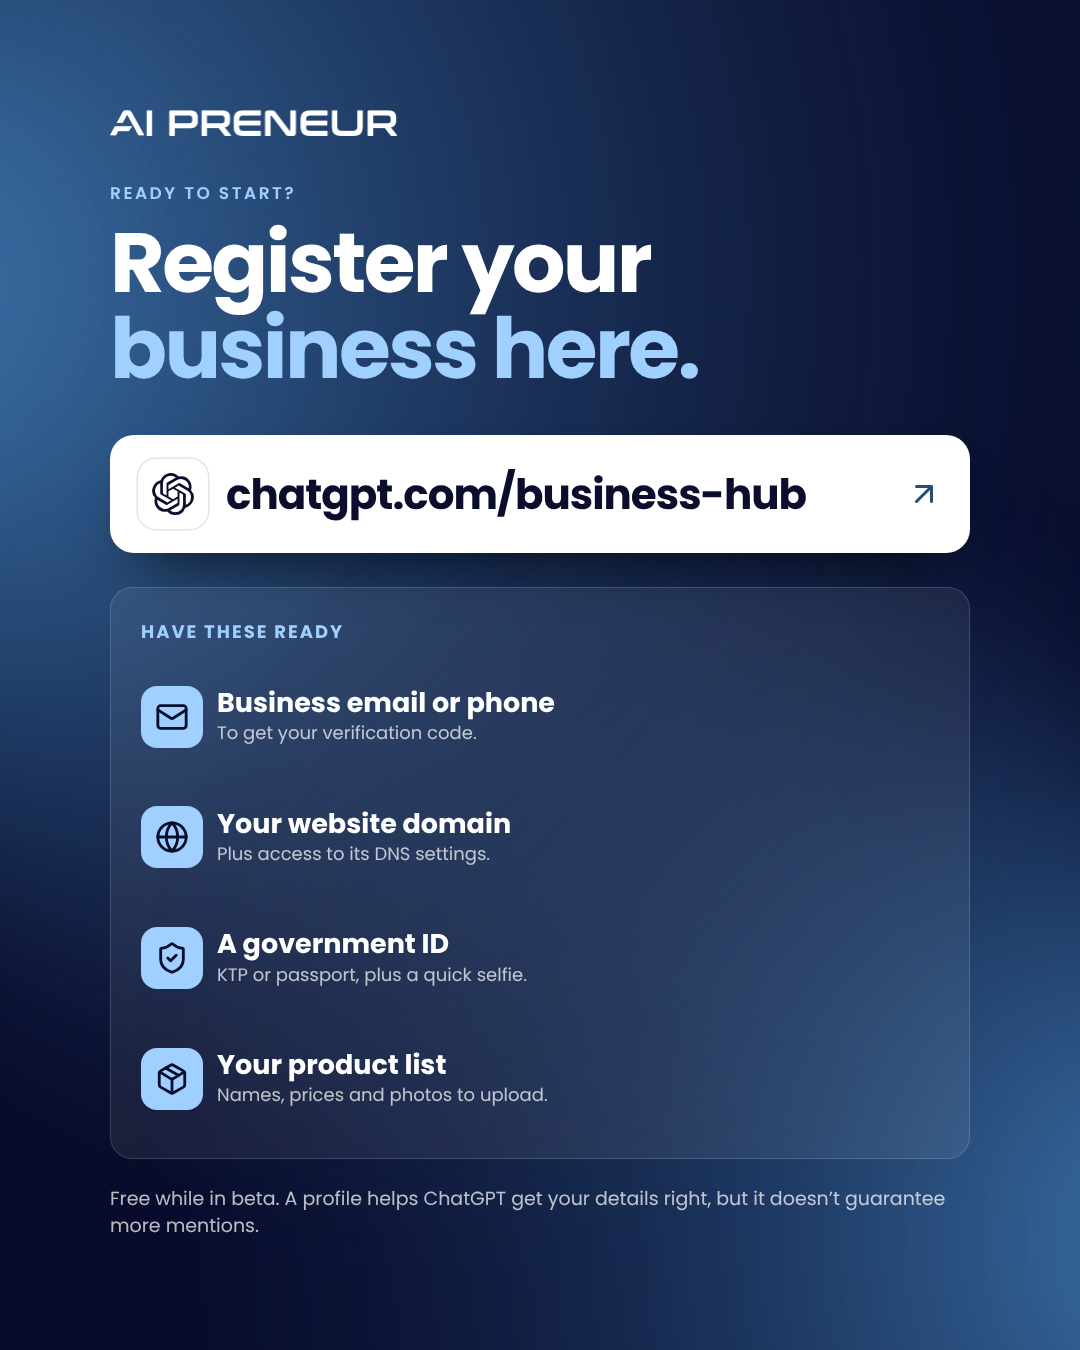 AI PRENEUR
READY TO START?
Register your
business here.
chatgpt.com/business-hub
HAVE THESE READY
Business email or phone
To get your verification code.
Your website domain
Plus access to its DNS settings.
A government ID
KTP or passport, plus a quick selfie.
Your product list
Names, prices and photos to upload.
Free while in beta. A profile helps ChatGPT get your details right, but it doesn’t guarantee
more mentions.